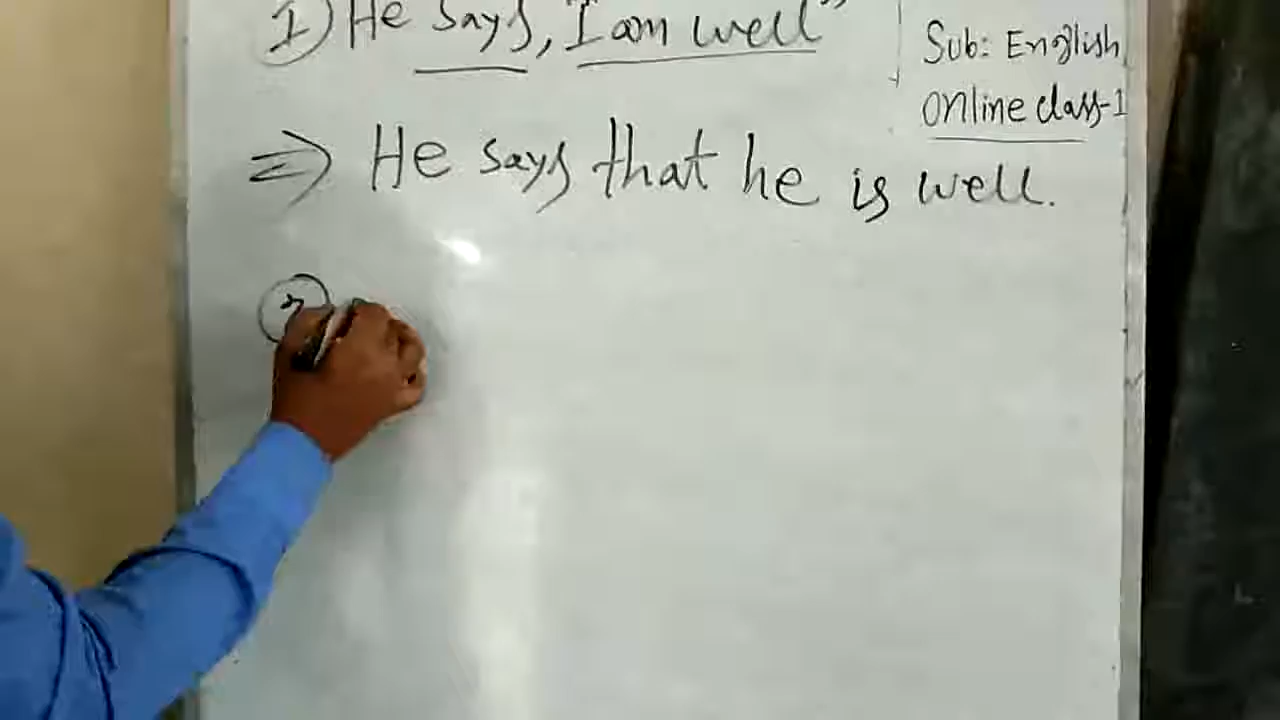 1) He says, "I am well"
Sub: English
Online class-1
⇒ He says that he is well.
2